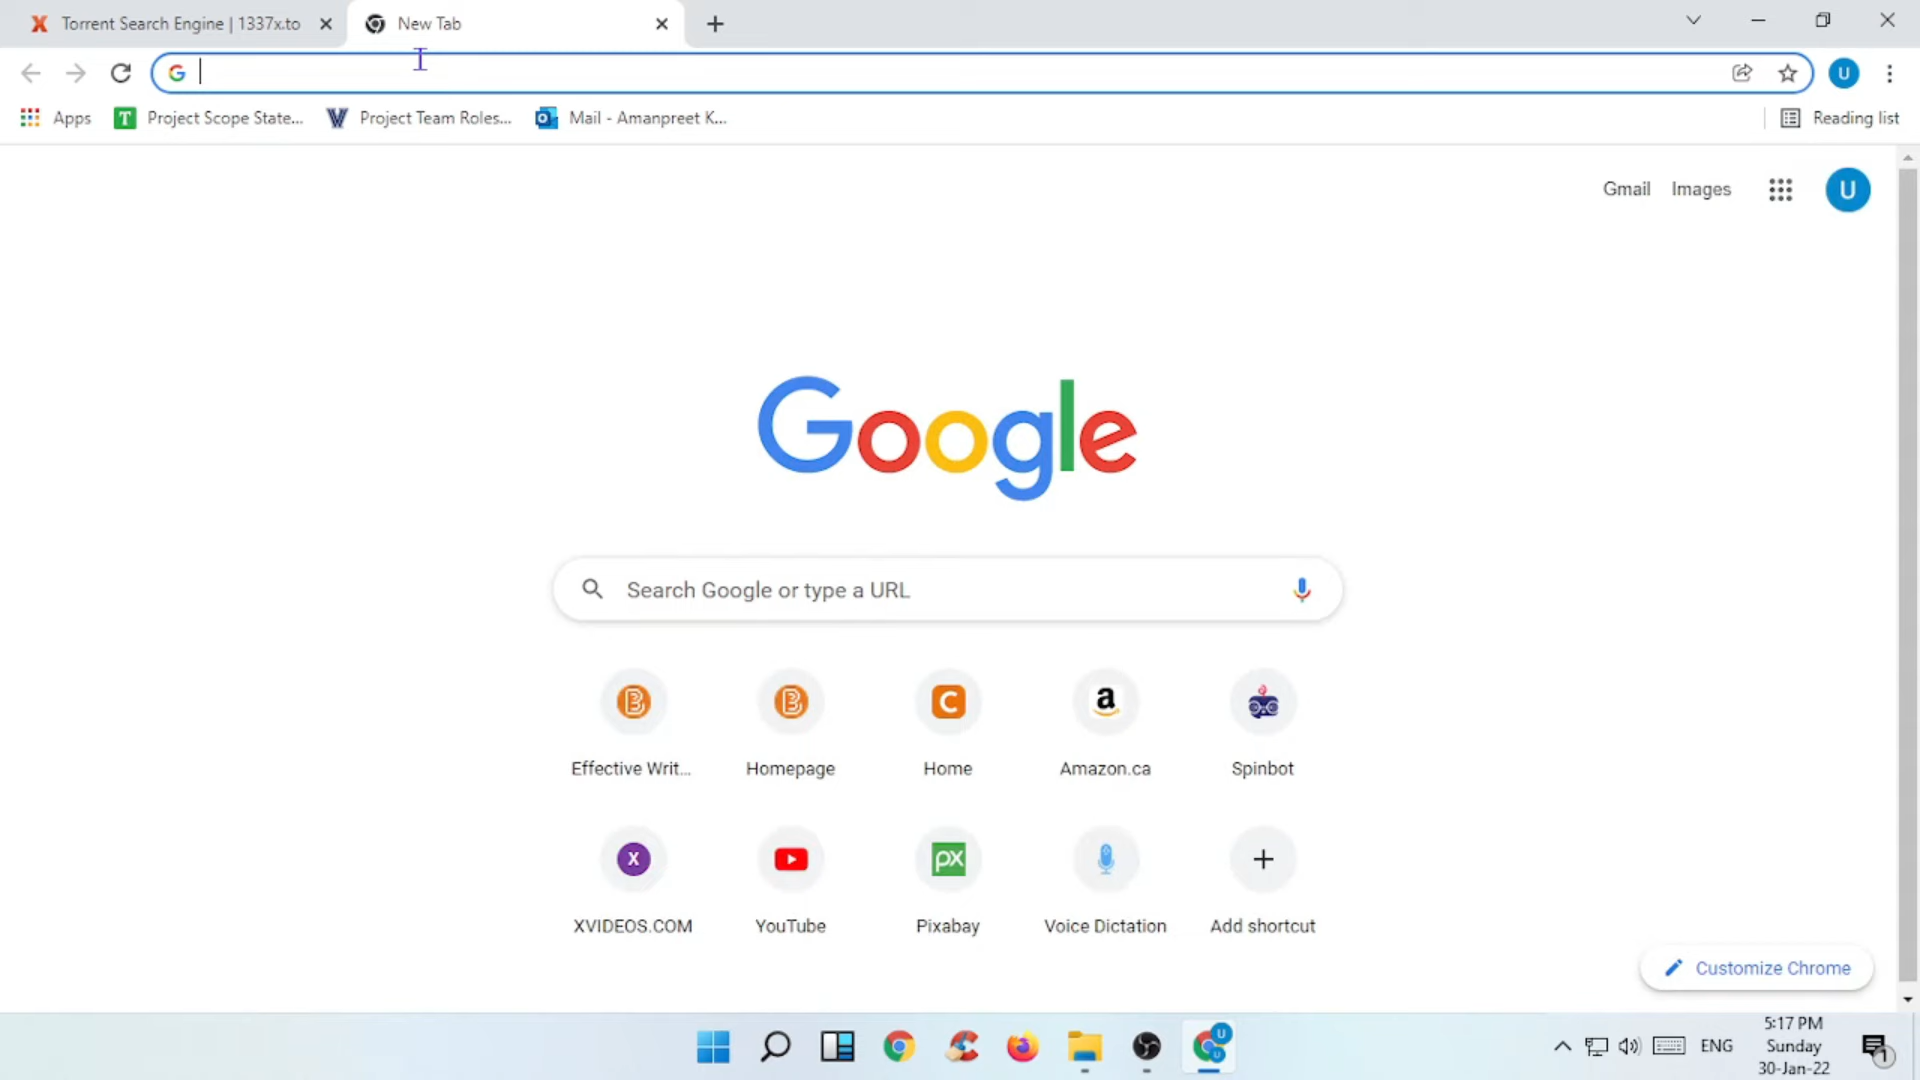 Torrent Search Engine | 1337x.to
New Tab
Apps
Project Scope State...
Project Team Roles...
Mail - Amanpreet K...
Reading list
U
Gmail
Images
U
Google
Search Google or type a URL
Effective Writ...
Homepage
Home
Amazon.ca
Spinbot
XVIDEOS.COM
YouTube
Pixabay
Voice Dictation
Add shortcut
Customize Chrome
ENG
5:17 PM
Sunday
30-Jan-22
1